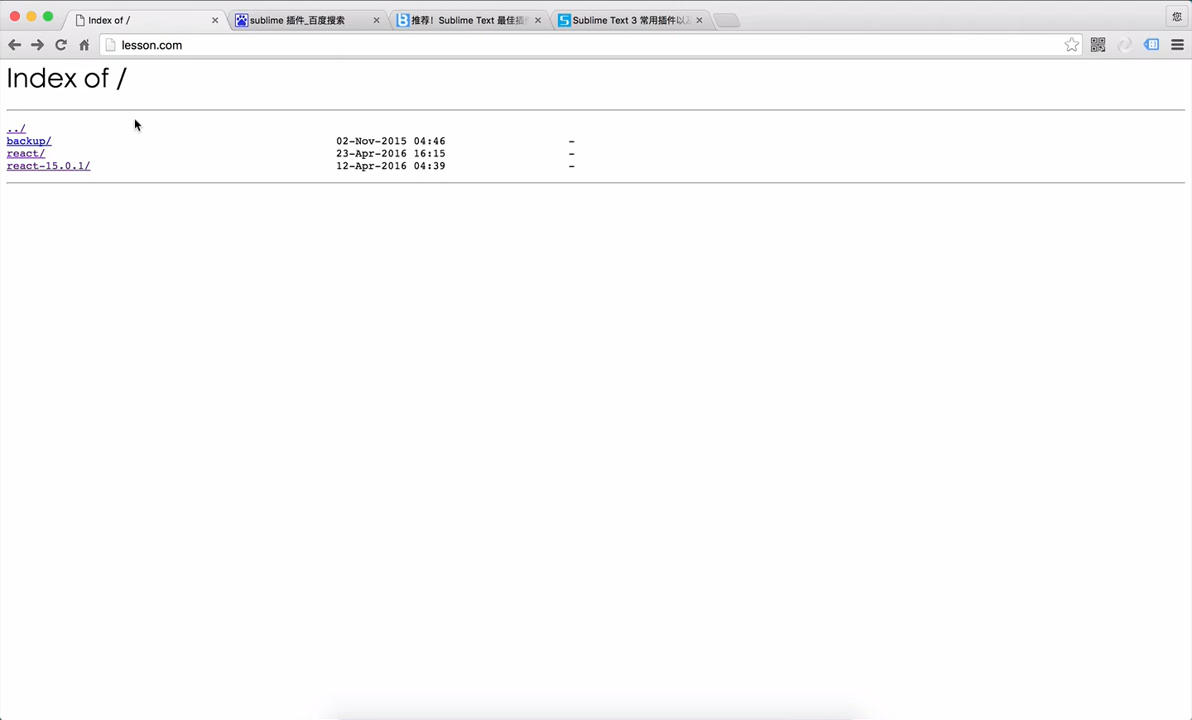 Index of /
sublime 插件_百度搜索
推荐！Sublime Text 最佳插
Sublime Text 3 常用插件以
您
lesson.com
Index of /
../
backup/ 02-Nov-2015 04:46 -
react/ 23-Apr-2016 16:15 -
react-15.0.1/ 12-Apr-2016 04:39 -